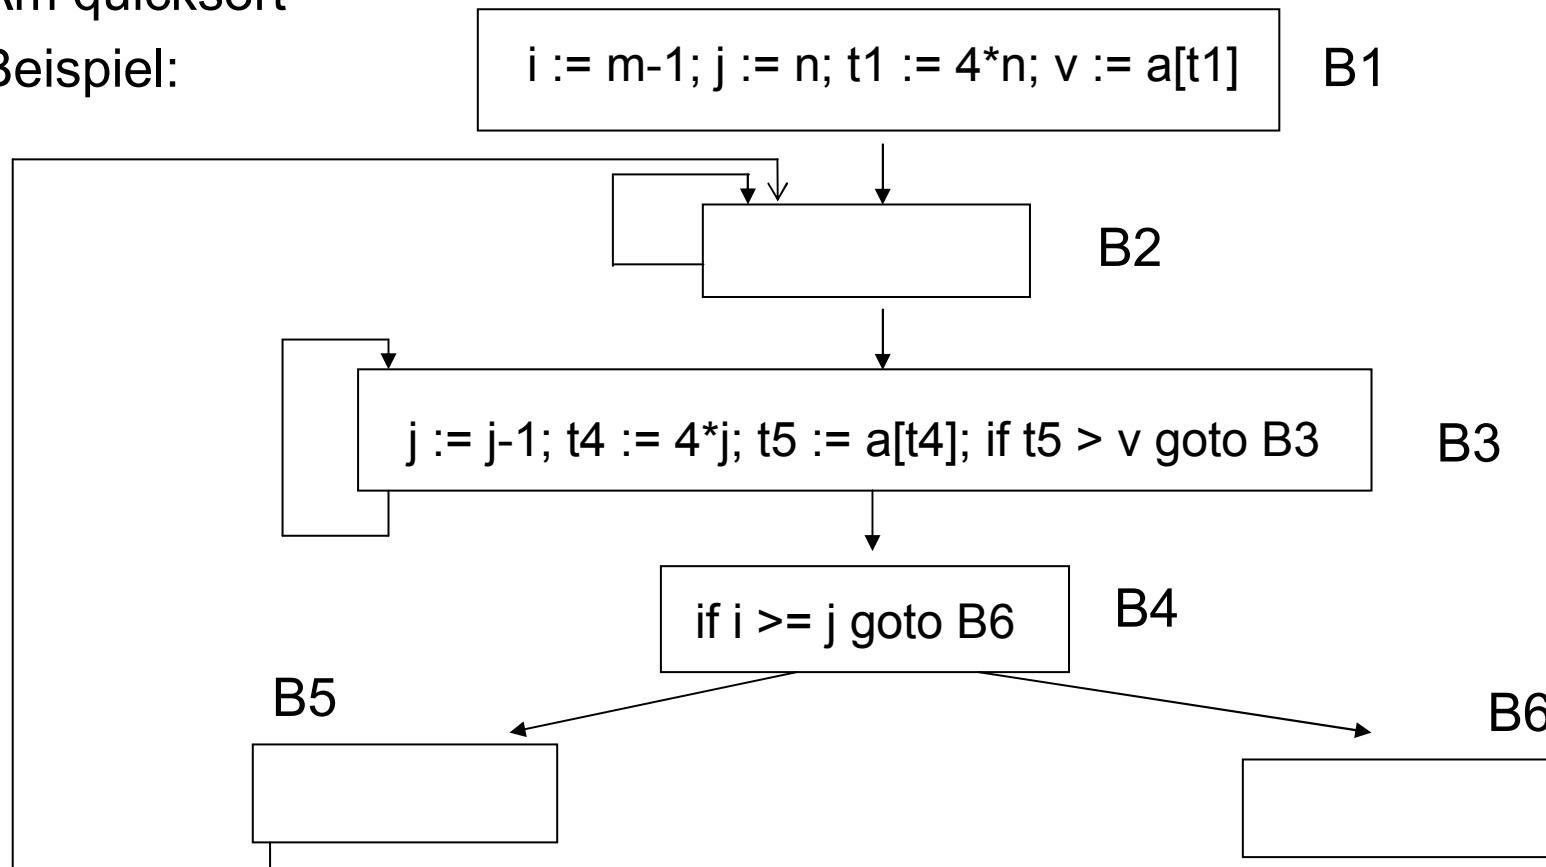 Am quicksort
Beispiel:
i := m-1; j := n; t1 := 4*n; v := a[t1]
B1
B2
j := j-1; t4 := 4*j; t5 := a[t4]; if t5 > v goto B3
B3
if i >= j goto B6
B4
B5
B6